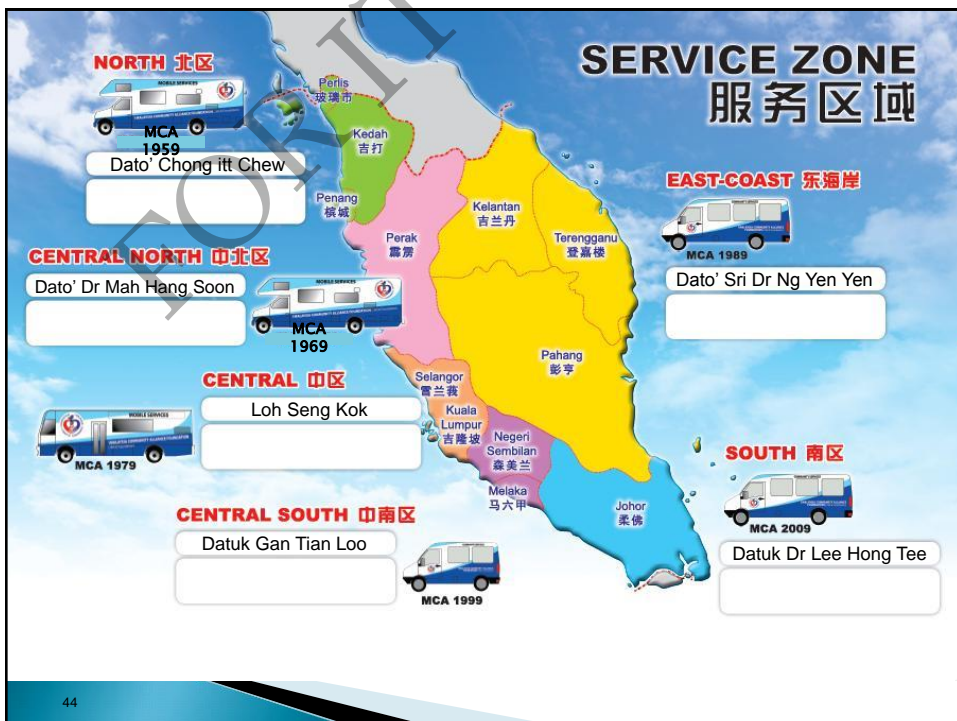 SERVICE ZONE
服务区域
NORTH 北区
MOBILE SERVICES
MCA
1959
Dato' Chong itt Chew
CENTRAL NORTH 中北区
Dato' Dr Mah Hang Soon
MOBILE SERVICES
MCA
1969
CENTRAL 中区
MOBILE SERVICES
MCA 1979
Loh Seng Kok
CENTRAL SOUTH 中南区
Datuk Gan Tian Loo
MCA 1999
EAST-COAST 东海岸
MCA 1989
Dato' Sri Dr Ng Yen Yen
SOUTH 南区
MCA 2009
Datuk Dr Lee Hong Tee
Perlis
玻璃市
Kedah
吉打
Penang
槟城
Perak
霹雳
Kelantan
吉兰丹
Terengganu
登嘉楼
Pahang
彭亨
Selangor
雪兰莪
Kuala
Lumpur
吉隆坡
Negeri
Sembilan
森美兰
Melaka
马六甲
Johor
柔佛
44